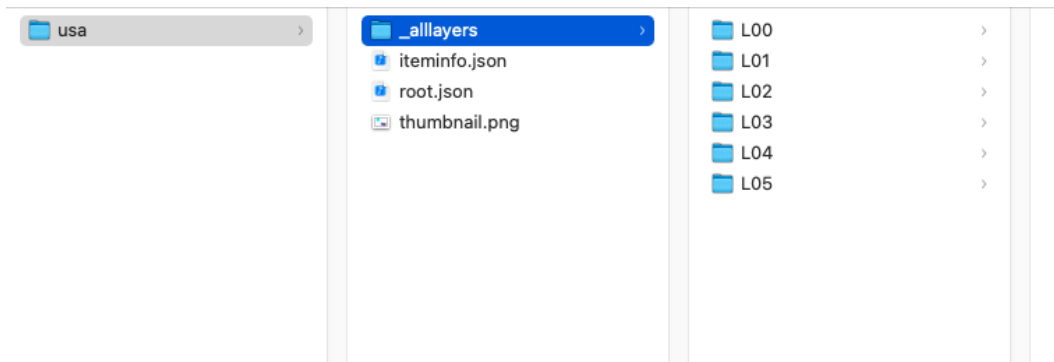 usa
_alllayers
iteminfo.json
root.json
thumbnail.png
L00
L01
L02
L03
L04
L05